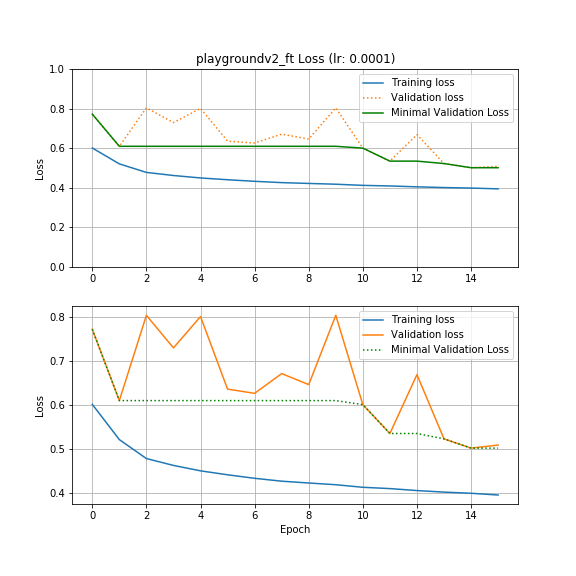 playgroundv2_ft Loss (lr: 0.0001)
1.0
0.8
0.6
0.4
0.2
0.0
Loss
Training loss
Validation loss
Minimal Validation Loss
0 2 4 6 8 10 12 14
0.8
0.7
0.6
0.5
0.4
Loss
Training loss
Validation loss
Minimal Validation Loss
0 2 4 6 8 10 12 14
Epoch